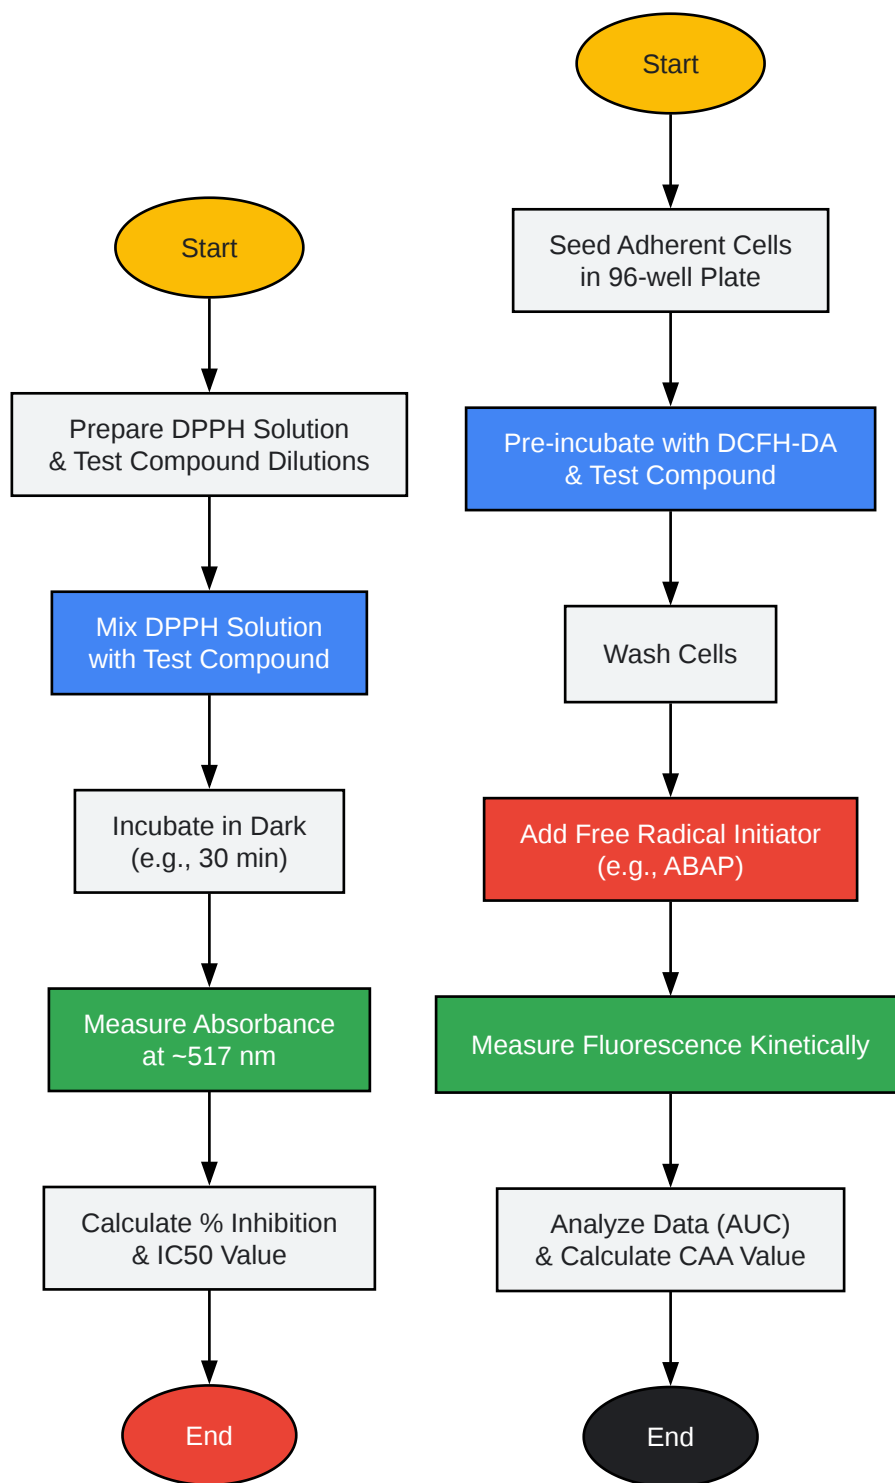 Start
Prepare DPPH Solution
& Test Compound Dilutions
Mix DPPH Solution
with Test Compound
Incubate in Dark
(e.g., 30 min)
Measure Absorbance
at ~517 nm
Calculate % Inhibition
& IC50 Value
End
Start
Seed Adherent Cells
in 96-well Plate
Pre-incubate with DCFH-DA
& Test Compound
Wash Cells
Add Free Radical Initiator
(e.g., ABAP)
Measure Fluorescence Kinetically
Analyze Data (AUC)
& Calculate CAA Value
End